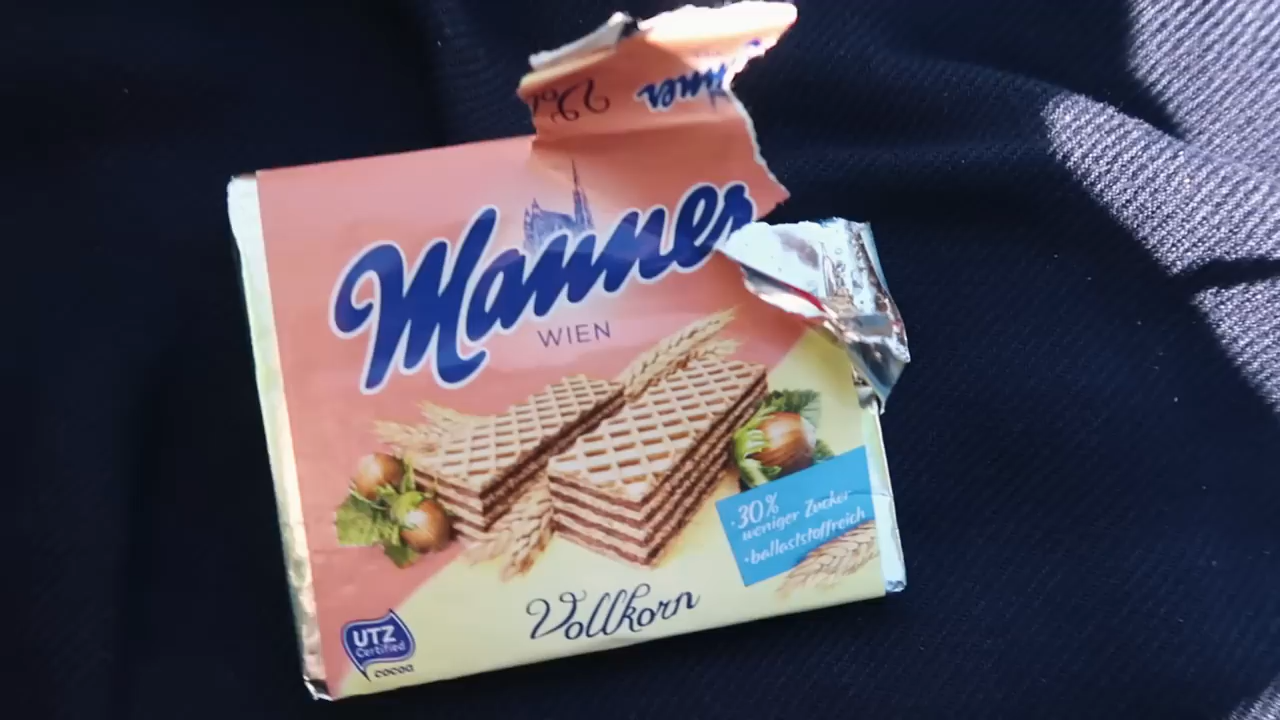 Manner
WIEN
· 30%
weniger Zucker
· ballaststoffreich
Vollkorn
UTZ
Certified
cocoa